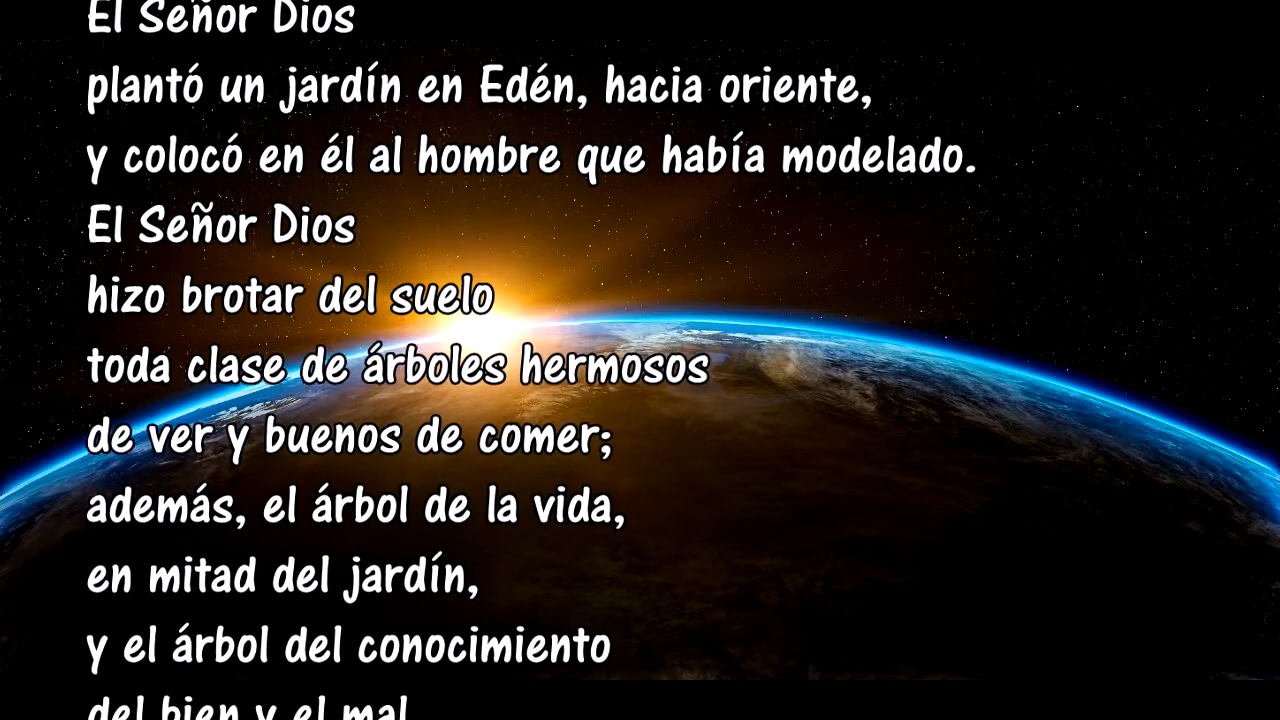 El Señor Dios
plantó un jardín en Edén, hacia oriente,
y colocó en él al hombre que había modelado.
El Señor Dios
hizo brotar del suelo
toda clase de árboles hermosos
de ver y buenos de comer;
además, el árbol de la vida,
en mitad del jardín,
y el árbol del conocimiento
del bien y el mal